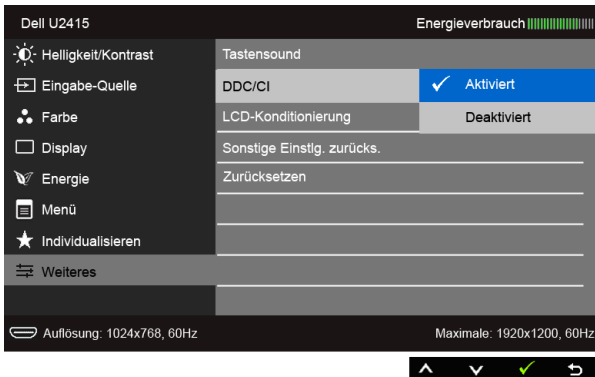 Dell U2415
Energieverbrauch
Helligkeit/Kontrast
Tastensound
Eingabe-Quelle
DDC/CI
Aktiviert
Farbe
LCD-Konditionierung
Deaktiviert
Display
Sonstige Einstlg. zurücks.
Energie
Zurücksetzen
Menü
Individualisieren
Weiteres
Auflösung: 1024x768, 60Hz
Maximale: 1920x1200, 60Hz